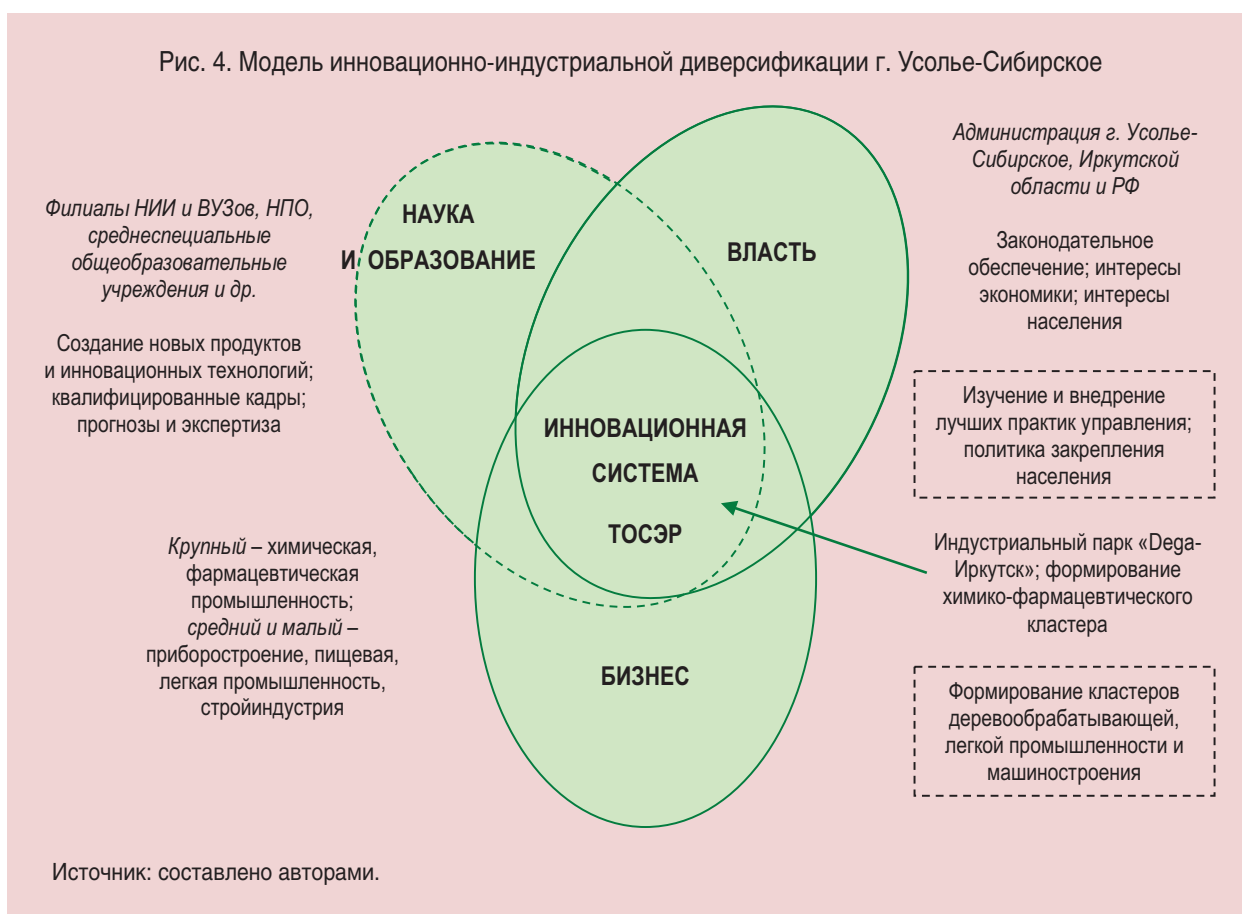 Рис. 4. Модель инновационно-индустриальной диверсификации г. Усолье-Сибирское
Филиалы НИИ и ВУЗов, НПО,
среднеспециальные
общеобразовательные
учреждения и др.
Создание новых продуктов
и инновационных технологий;
квалифицированные кадры;
прогнозы и экспертиза
Крупный – химическая,
фармацевтическая
промышленность;
средний и малый –
приборостроение, пищевая,
легкая промышленность,
стройиндустрия
НАУКА
И ОБРАЗОВАНИЕ
ВЛАСТЬ
ИННОВАЦИОННАЯ
СИСТЕМА
ТОСЭР
БИЗНЕС
Администрация г. Усолье-
Сибирское, Иркутской
области и РФ
Законодательное
обеспечение; интересы
экономики; интересы
населения
Изучение и внедрение
лучших практик управления;
политика закрепления
населения
Индустриальный парк «Dega-
Иркутск»; формирование
химико-фармацевтического
кластера
Формирование кластеров
деревообрабатывающей,
легкой промышленности и
машиностроения
Источник: составлено авторами.